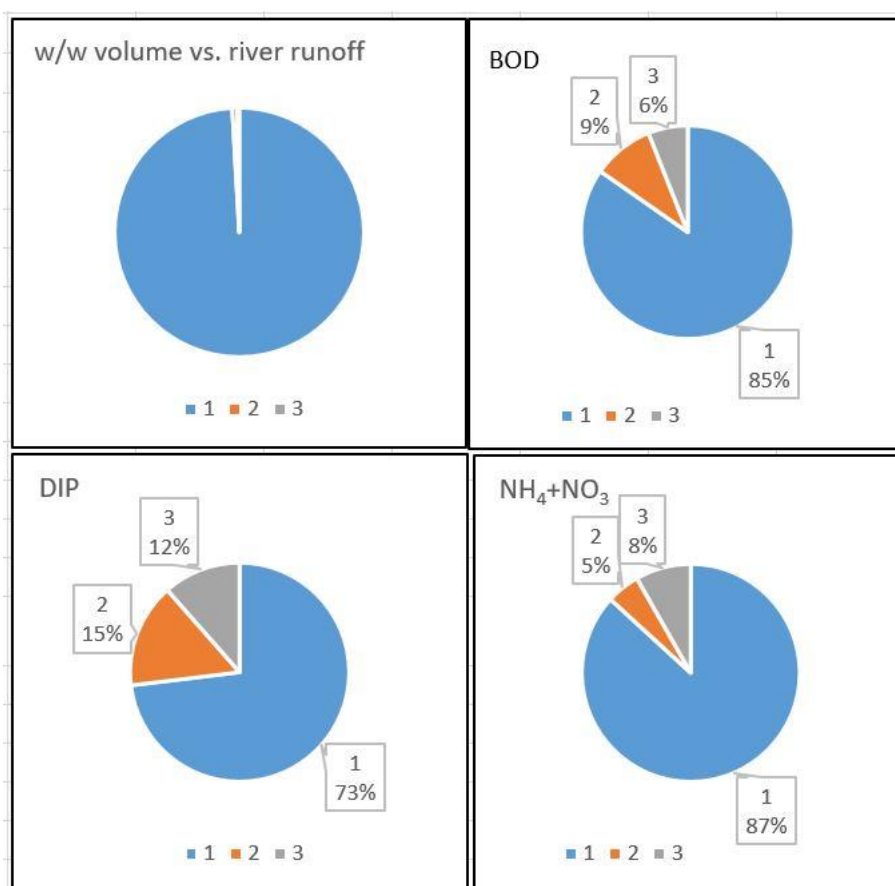 w/w volume vs. river runoff
1 2 3
BOD
2
9%
3
6%
1
85%
1 2 3
DIP
3
12%
2
15%
1
73%
1 2 3
NH₄+NO₃
2
5%
3
8%
1
87%
1 2 3